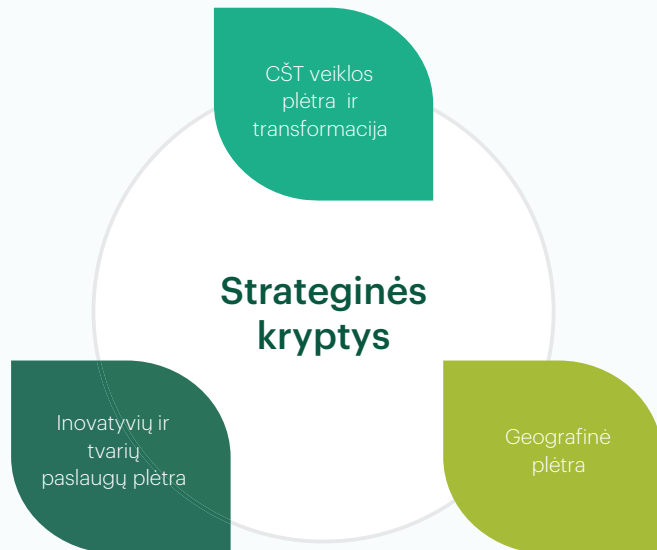 CŠT veiklos
plėtra ir
transformacija
Strateginės
kryptys
Inovatyvių ir
tvarių
paslaugų plėtra
Geografinė
plėtra